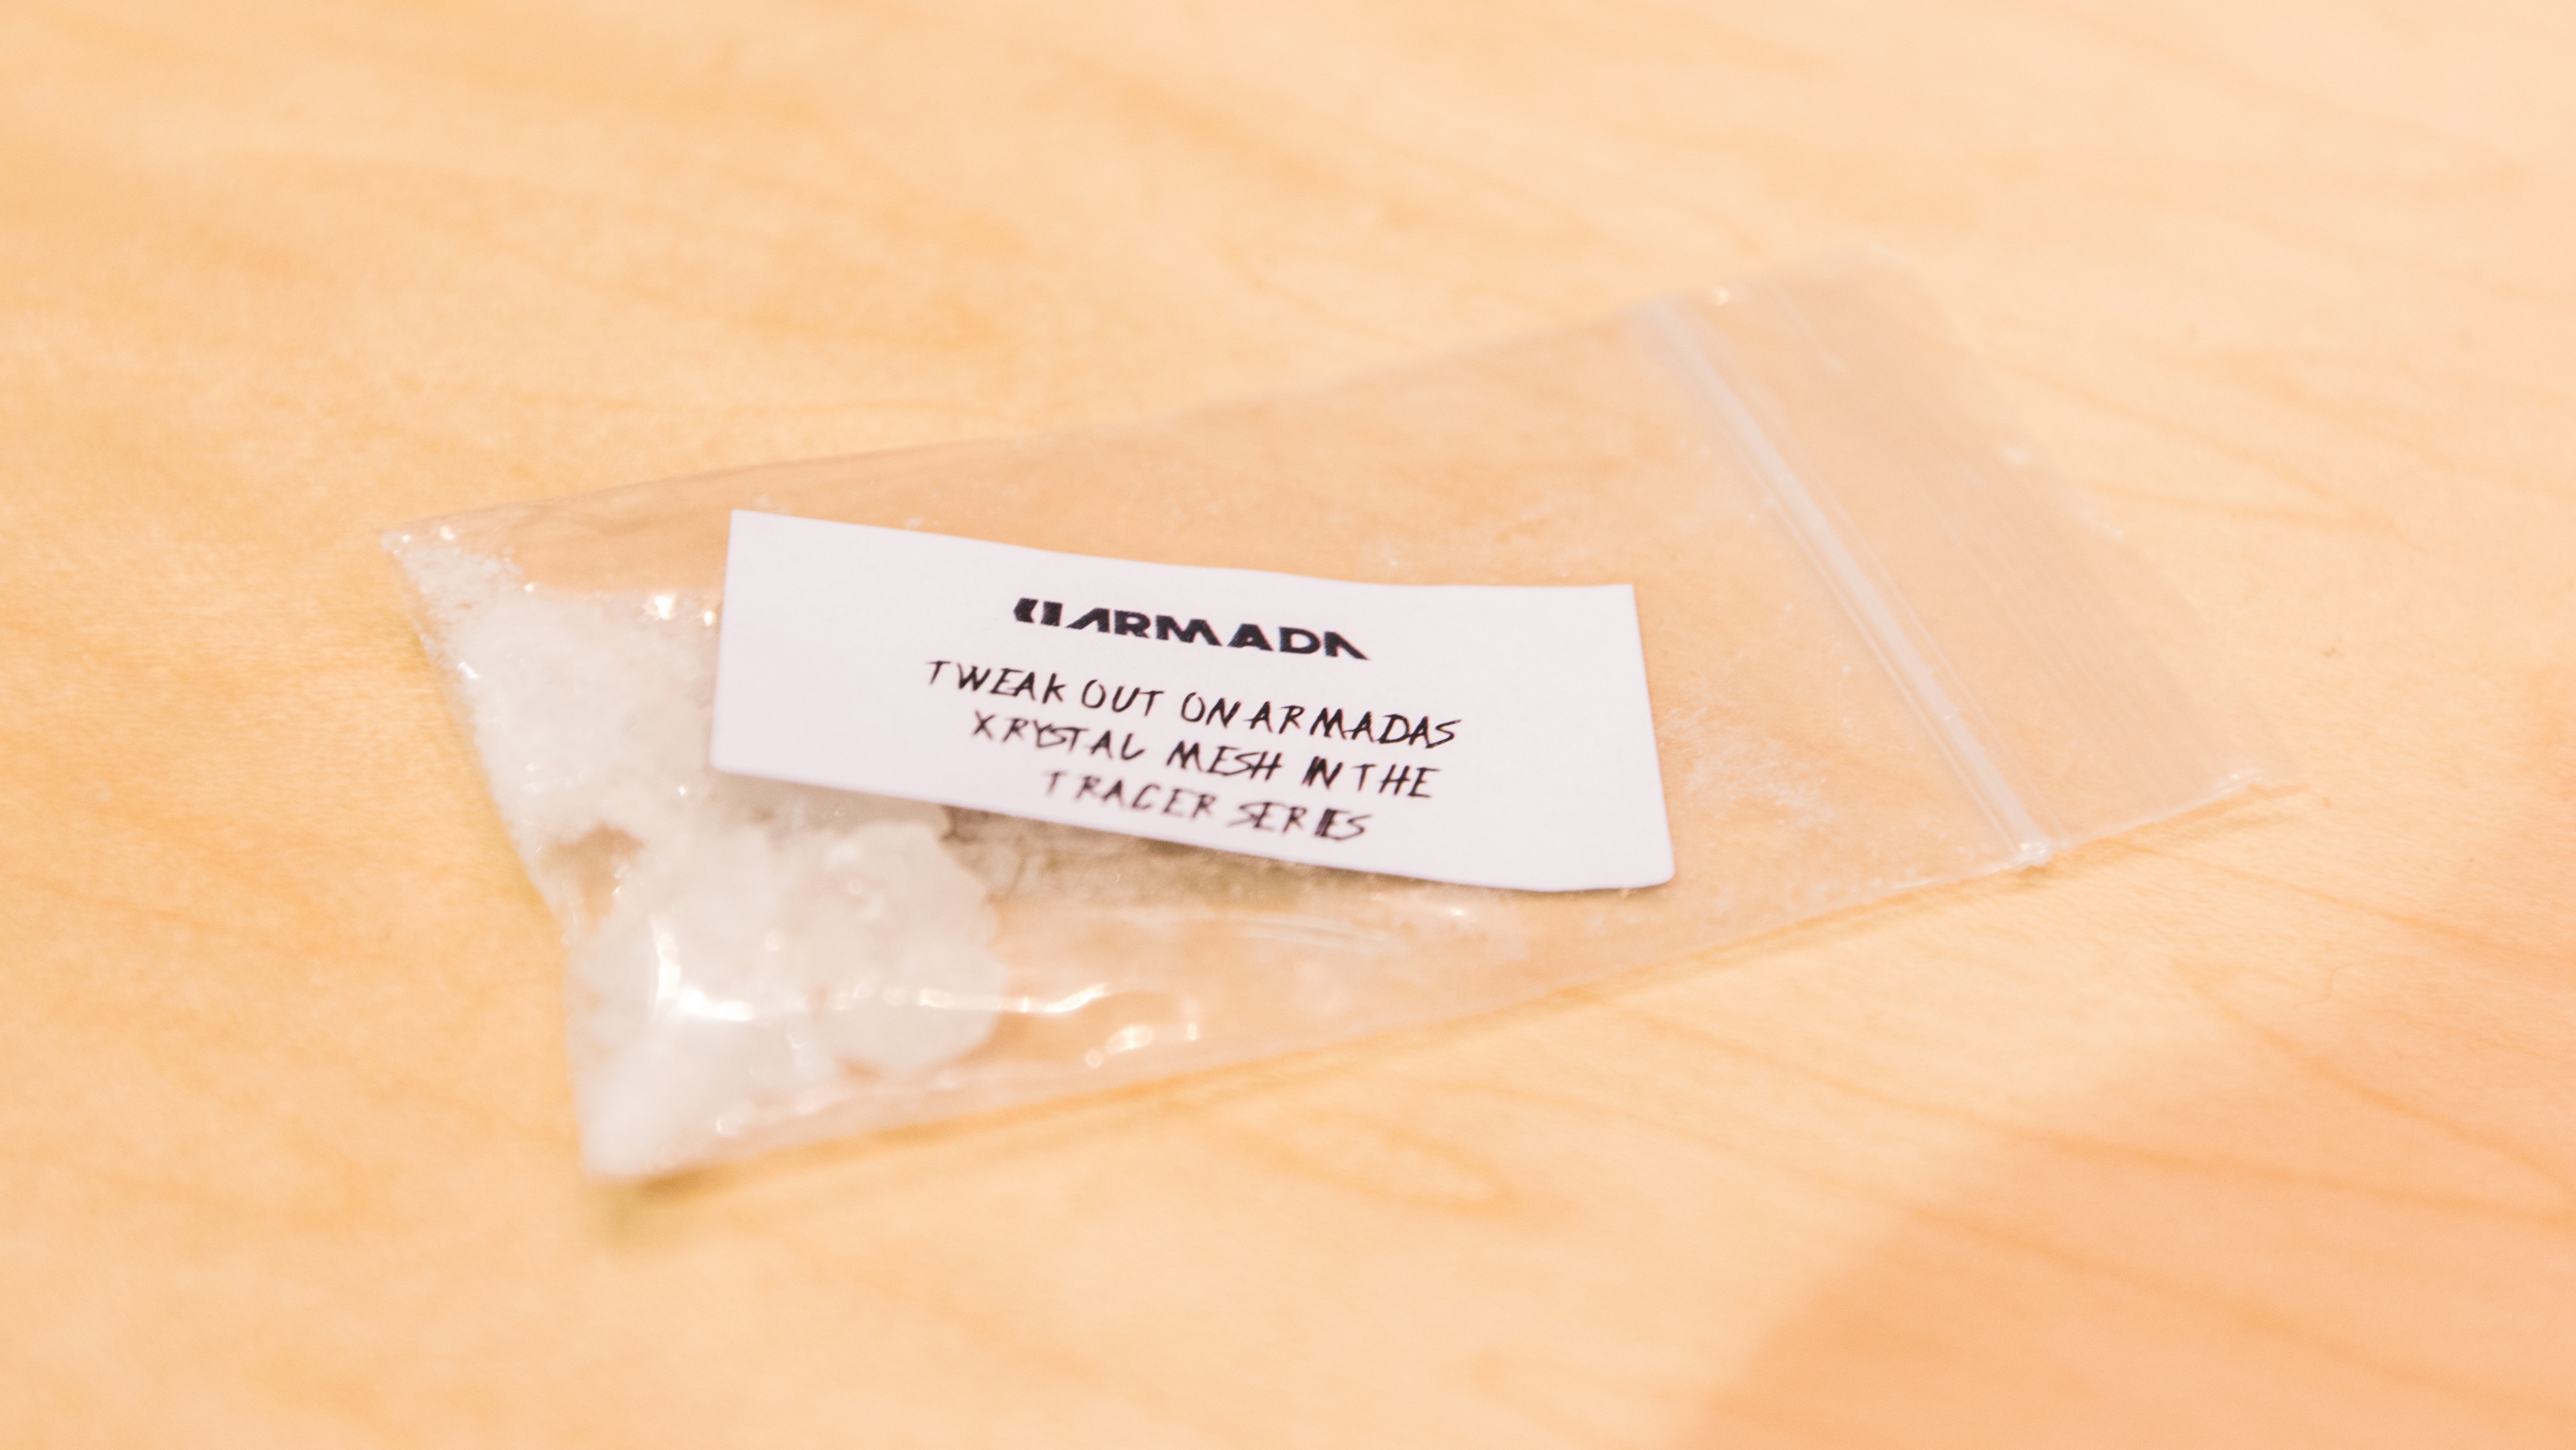 ARMADA
TWEAK OUT ON ARMADAS
XRYSTAL MESH IN THE
TRACER SERIES